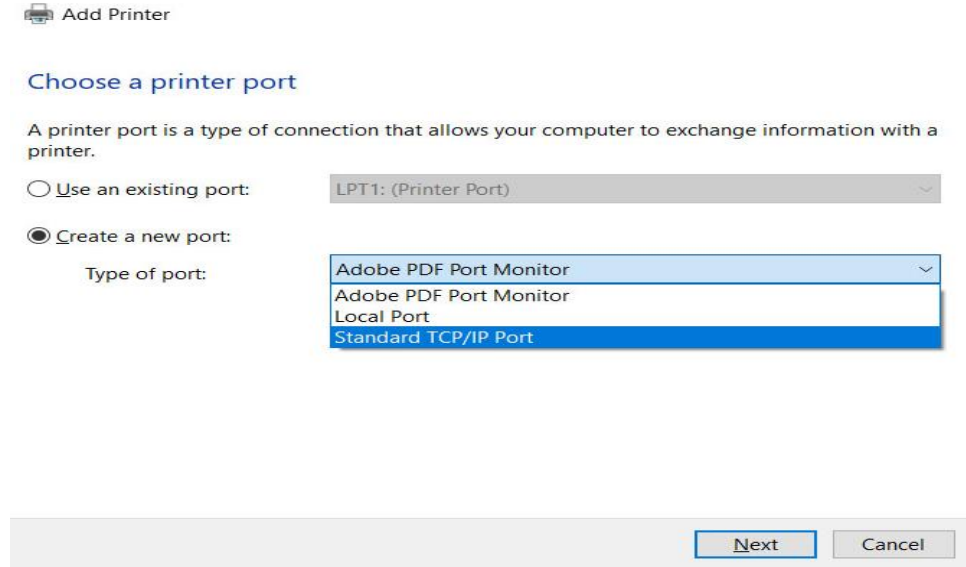 Add Printer
Choose a printer port
A printer port is a type of connection that allows your computer to exchange information with a
printer.
Use an existing port: LPT1: (Printer Port)
Create a new port:
Type of port: Adobe PDF Port Monitor
Adobe PDF Port Monitor
Local Port
Standard TCP/IP Port
Next Cancel